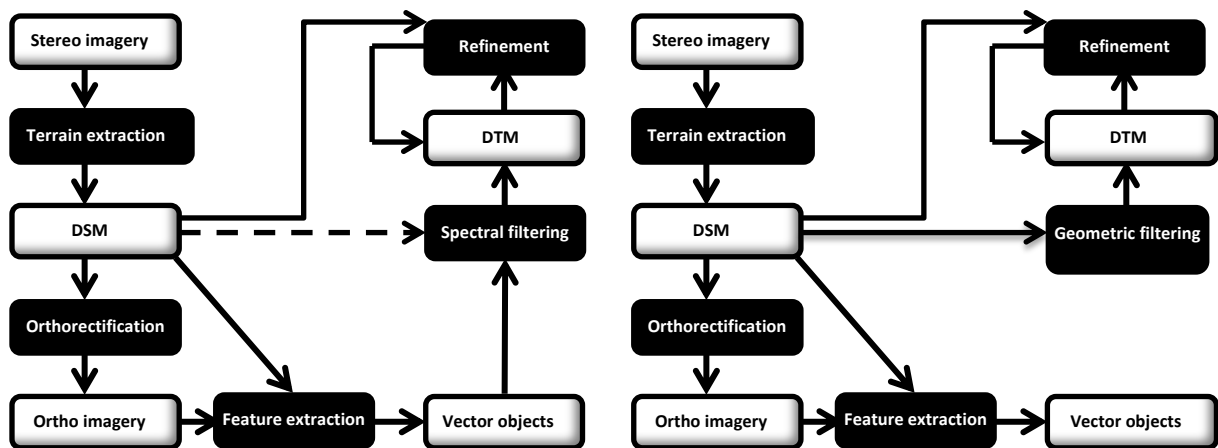 Stereo imagery
Refinement
Terrain extraction
DTM
DSM
Spectral filtering
Orthorectification
Ortho imagery
Feature extraction
Vector objects
Stereo imagery
Refinement
Terrain extraction
DTM
DSM
Geometric filtering
Orthorectification
Ortho imagery
Feature extraction
Vector objects